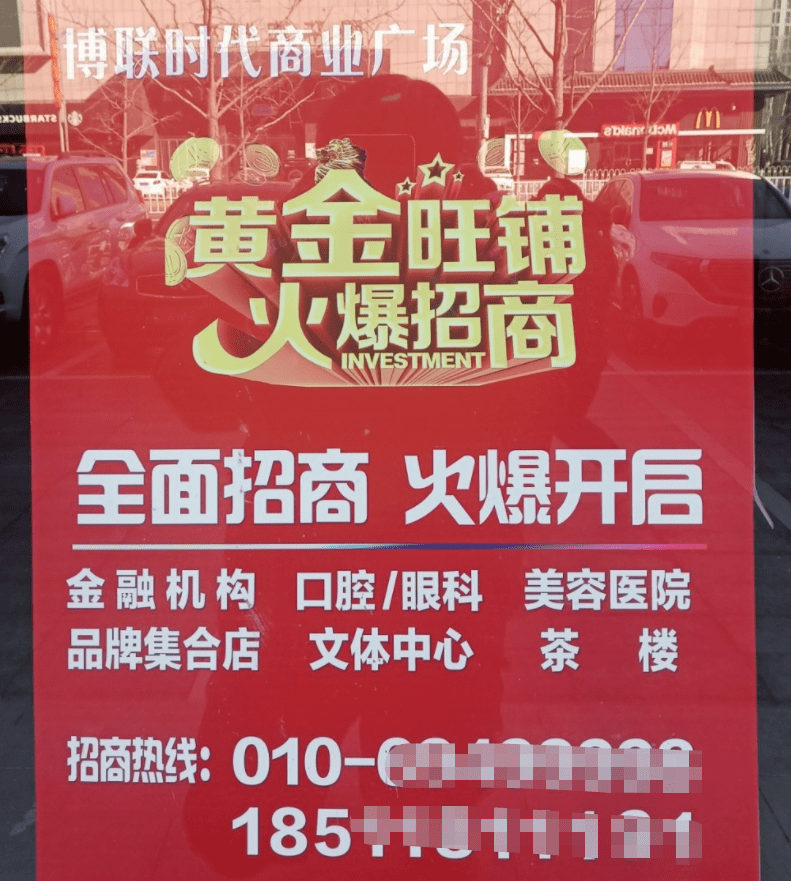 博联时代商业广场
STARBUCKS
McDonald's
黄金旺铺
火爆招商
INVESTMENT
全面招商 火爆开启
金融机构 口腔/眼科 美容医院
品牌集合店 文体中心 茶楼
招商热线：010-
185